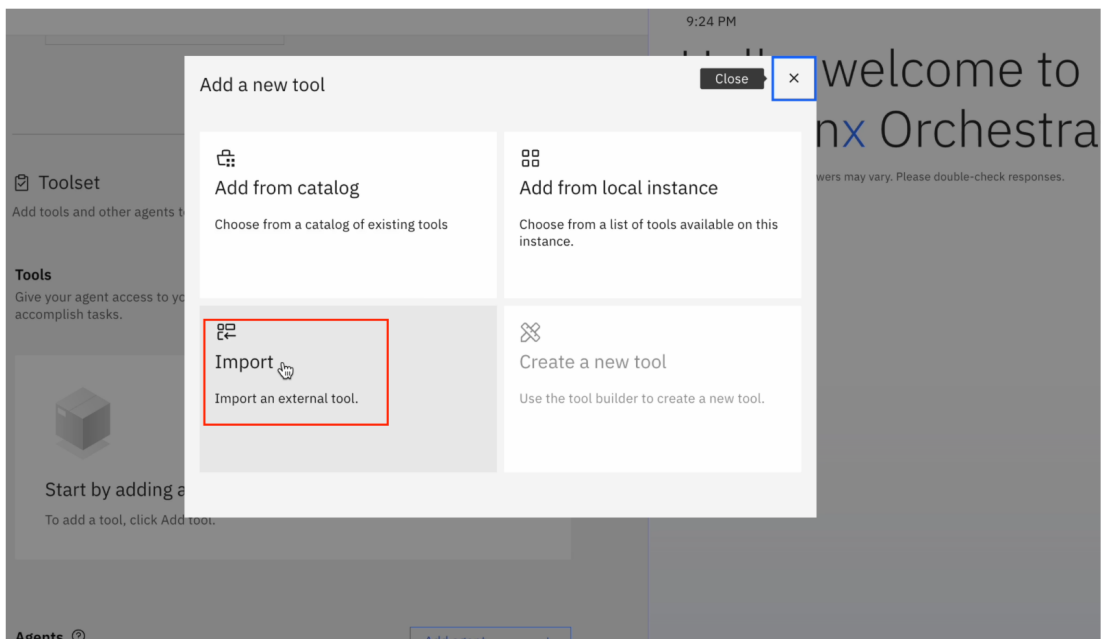 9:24 PM
welcome to
nx Orchestra
wers may vary. Please double-check responses.
Add a new tool
Close
Add from catalog
Choose from a catalog of existing tools
Add from local instance
Choose from a list of tools available on this
instance.
Import
Import an external tool.
Create a new tool
Use the tool builder to create a new tool.
Toolset
Add tools and other agents t
Tools
Give your agent access to yo
accomplish tasks.
Start by adding a
To add a tool, click Add tool.
Agents